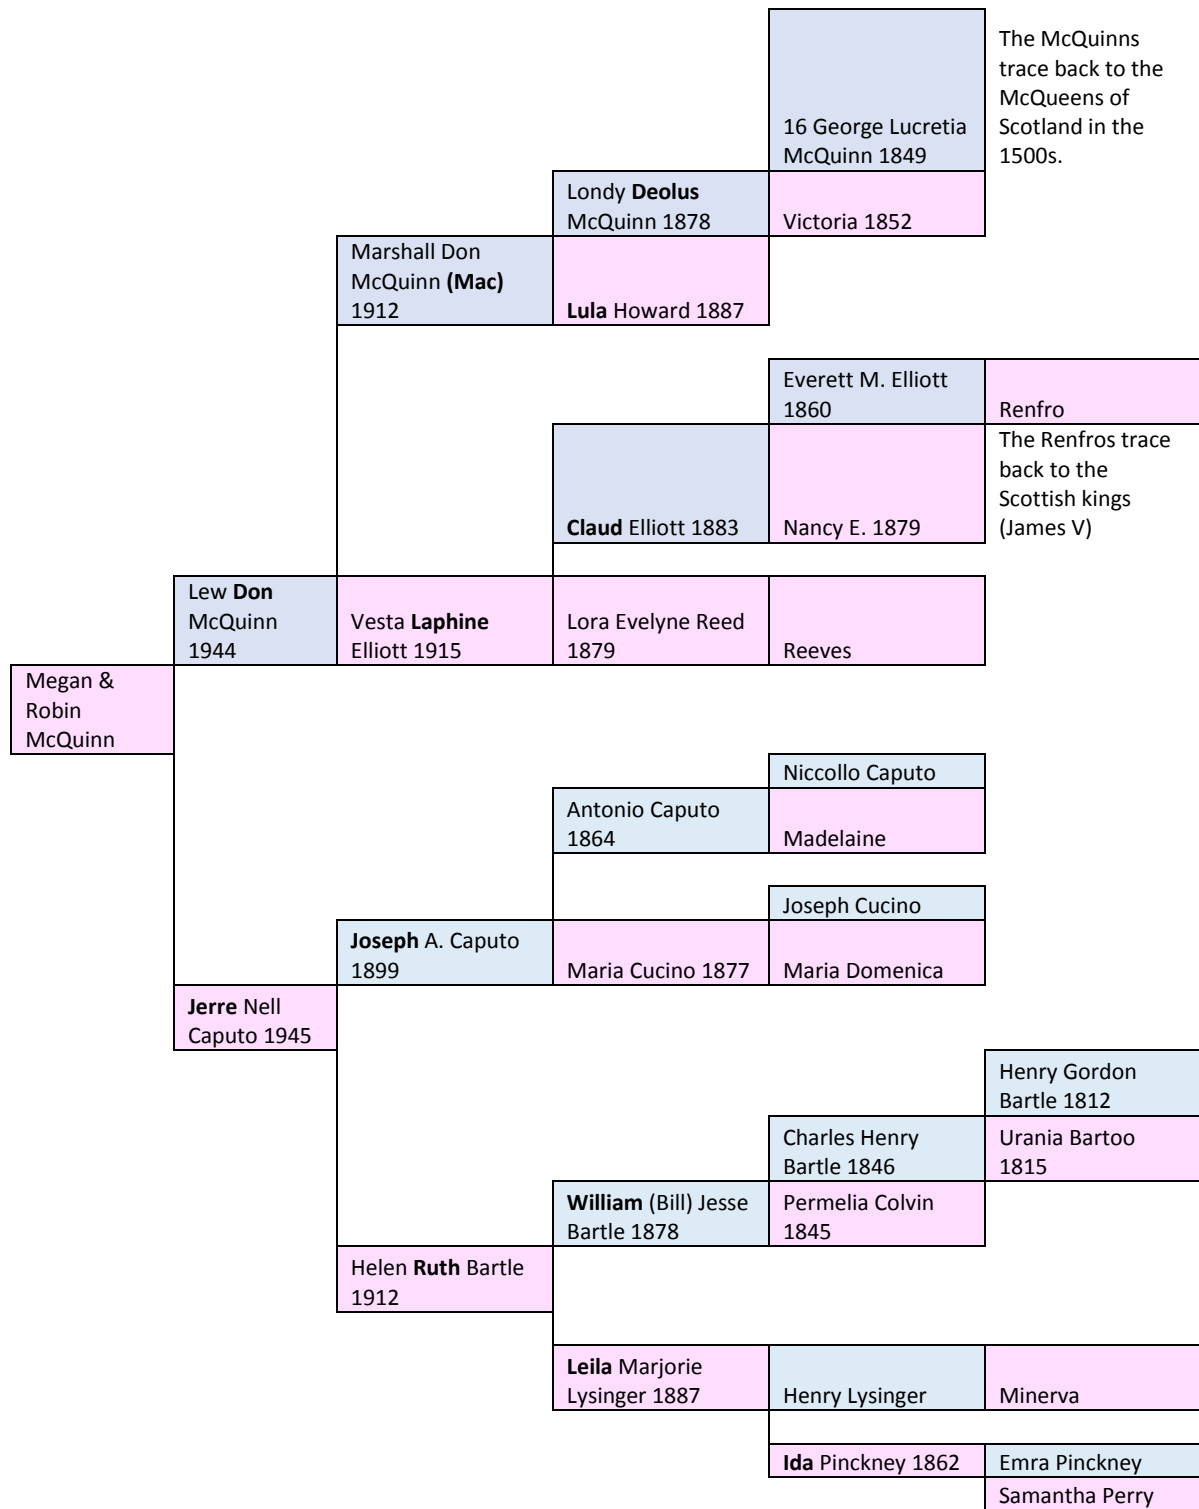 The McQuinns
trace back to the
McQueens of
Scotland in the
1500s.
16 George Lucretia
McQuinn 1849
Londy Deolus
McQuinn 1878
Victoria 1852
Marshall Don
McQuinn (Mac)
1912
Lula Howard 1887
Everett M. Elliott
1860
Renfro
The Renfros trace
back to the
Scottish kings
(James V)
Claud Elliott 1883
Nancy E. 1879
Lew Don
McQuinn
1944
Vesta Laphine
Elliott 1915
Lora Evelyne Reed
1879
Reeves
Megan &
Robin
McQuinn
Niccollo Caputo
Antonio Caputo
1864
Madelaine
Joseph Cucino
Joseph A. Caputo
1899
Maria Cucino 1877
Maria Domenica
Jerre Nell
Caputo 1945
Henry Gordon
Bartle 1812
Charles Henry
Bartle 1846
Urania Bartoo
1815
William (Bill) Jesse
Bartle 1878
Permelia Colvin
1845
Helen Ruth Bartle
1912
Leila Marjorie
Lysinger 1887
Henry Lysinger
Minerva
Ida Pinckney 1862
Emra Pinckney
Samantha Perry